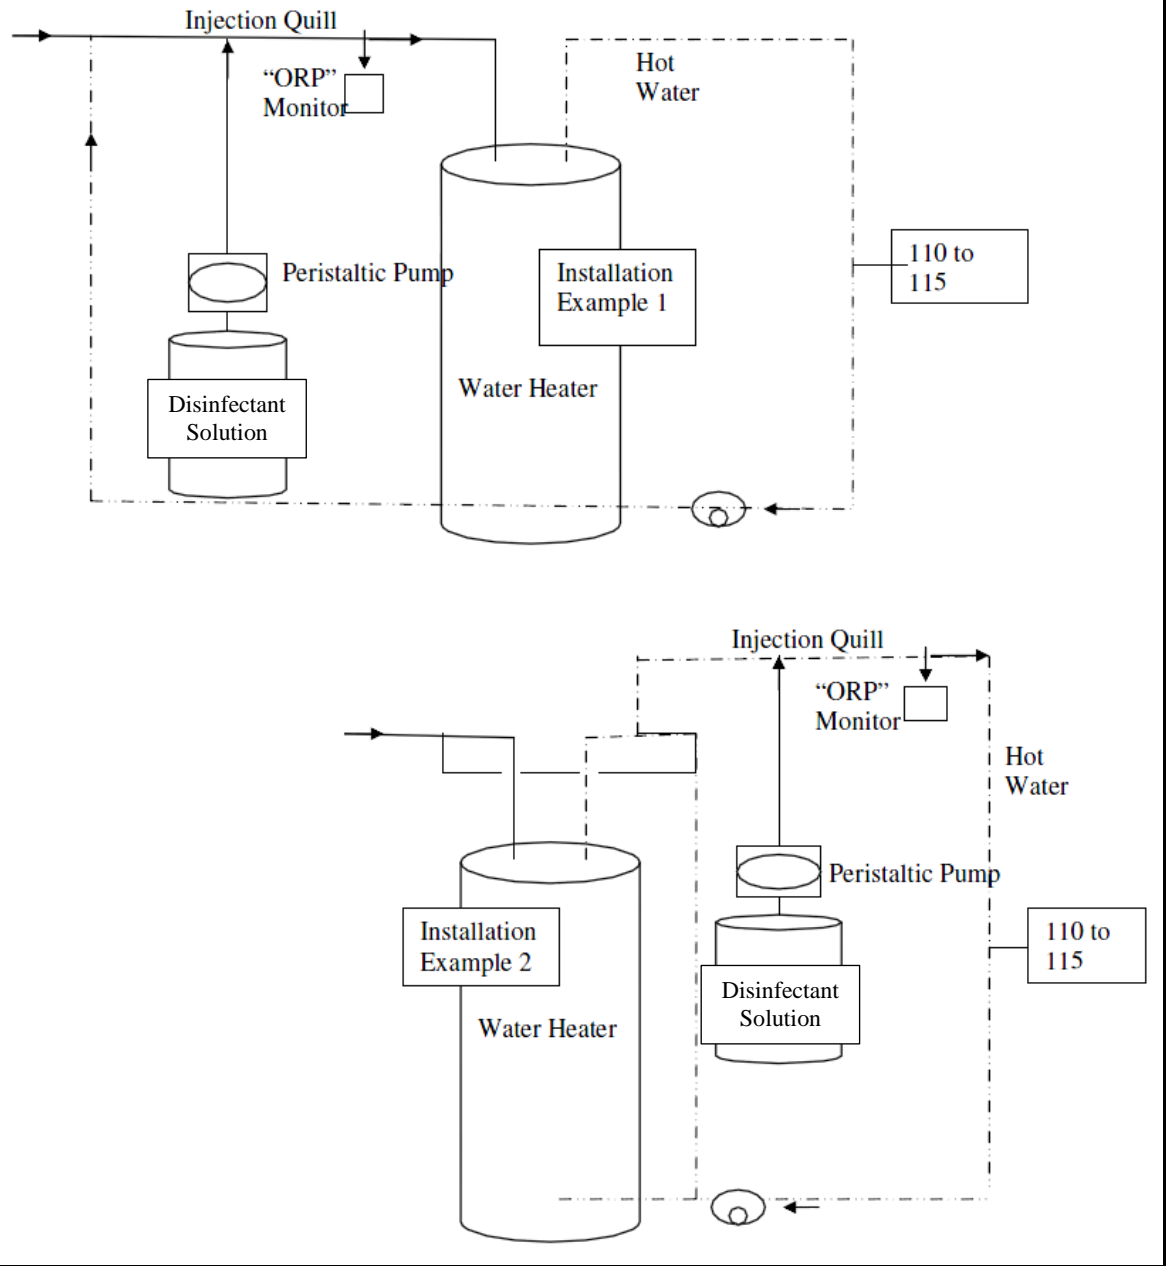 Injection Quill
“ORP”
Monitor
Hot
Water
110 to
115
Peristaltic Pump
Installation
Example 1
Water Heater
Disinfectant
Solution
Injection Quill
“ORP”
Monitor
Hot
Water
Peristaltic Pump
Installation
Example 2
110 to
115
Disinfectant
Solution
Water Heater